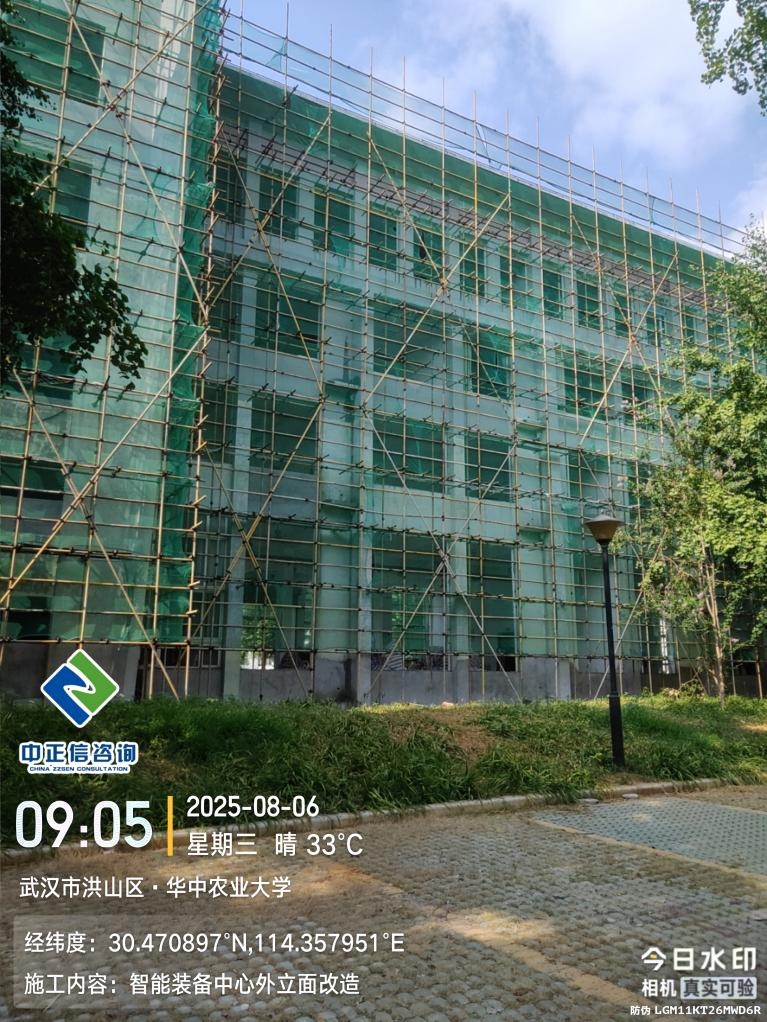 中正信咨询
CHINA ZZSEN CONSULTATION
09:05
2025-08-06
星期三 晴 33°C
武汉市洪山区·华中农业大学
经纬度：30.470897°N,114.357951°E
施工内容：智能装备中心外立面改造
今日水印
相机 真实可验
防伪 LGM11KT26MWD6R